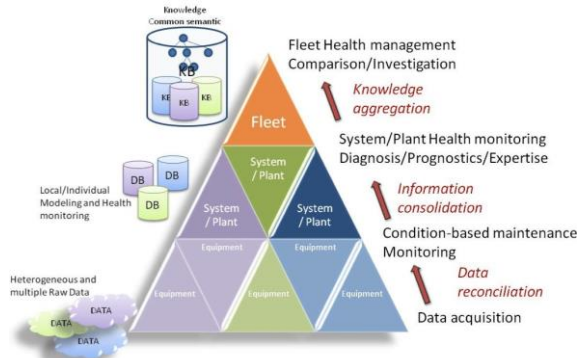 Knowledge
Common semantic
KB
KB
KB
KB
Fleet Health management
Comparison/Investigation
Knowledge
aggregation
Fleet
System/Plant Health monitoring
Diagnosis/Prognostics/Expertise
System
/ Plant
DB
DB
DB
Local/Individual
Modeling and Health
monitoring
Information
consolidation
System
/ Plant
System
/ Plant
Condition-based maintenance
Monitoring
Equipment
Equipment
Data
reconciliation
Equipment
Equipment
Equipment
Heterogeneous and
multiple Raw Data
DATA
DATA
DATA
Data acquisition